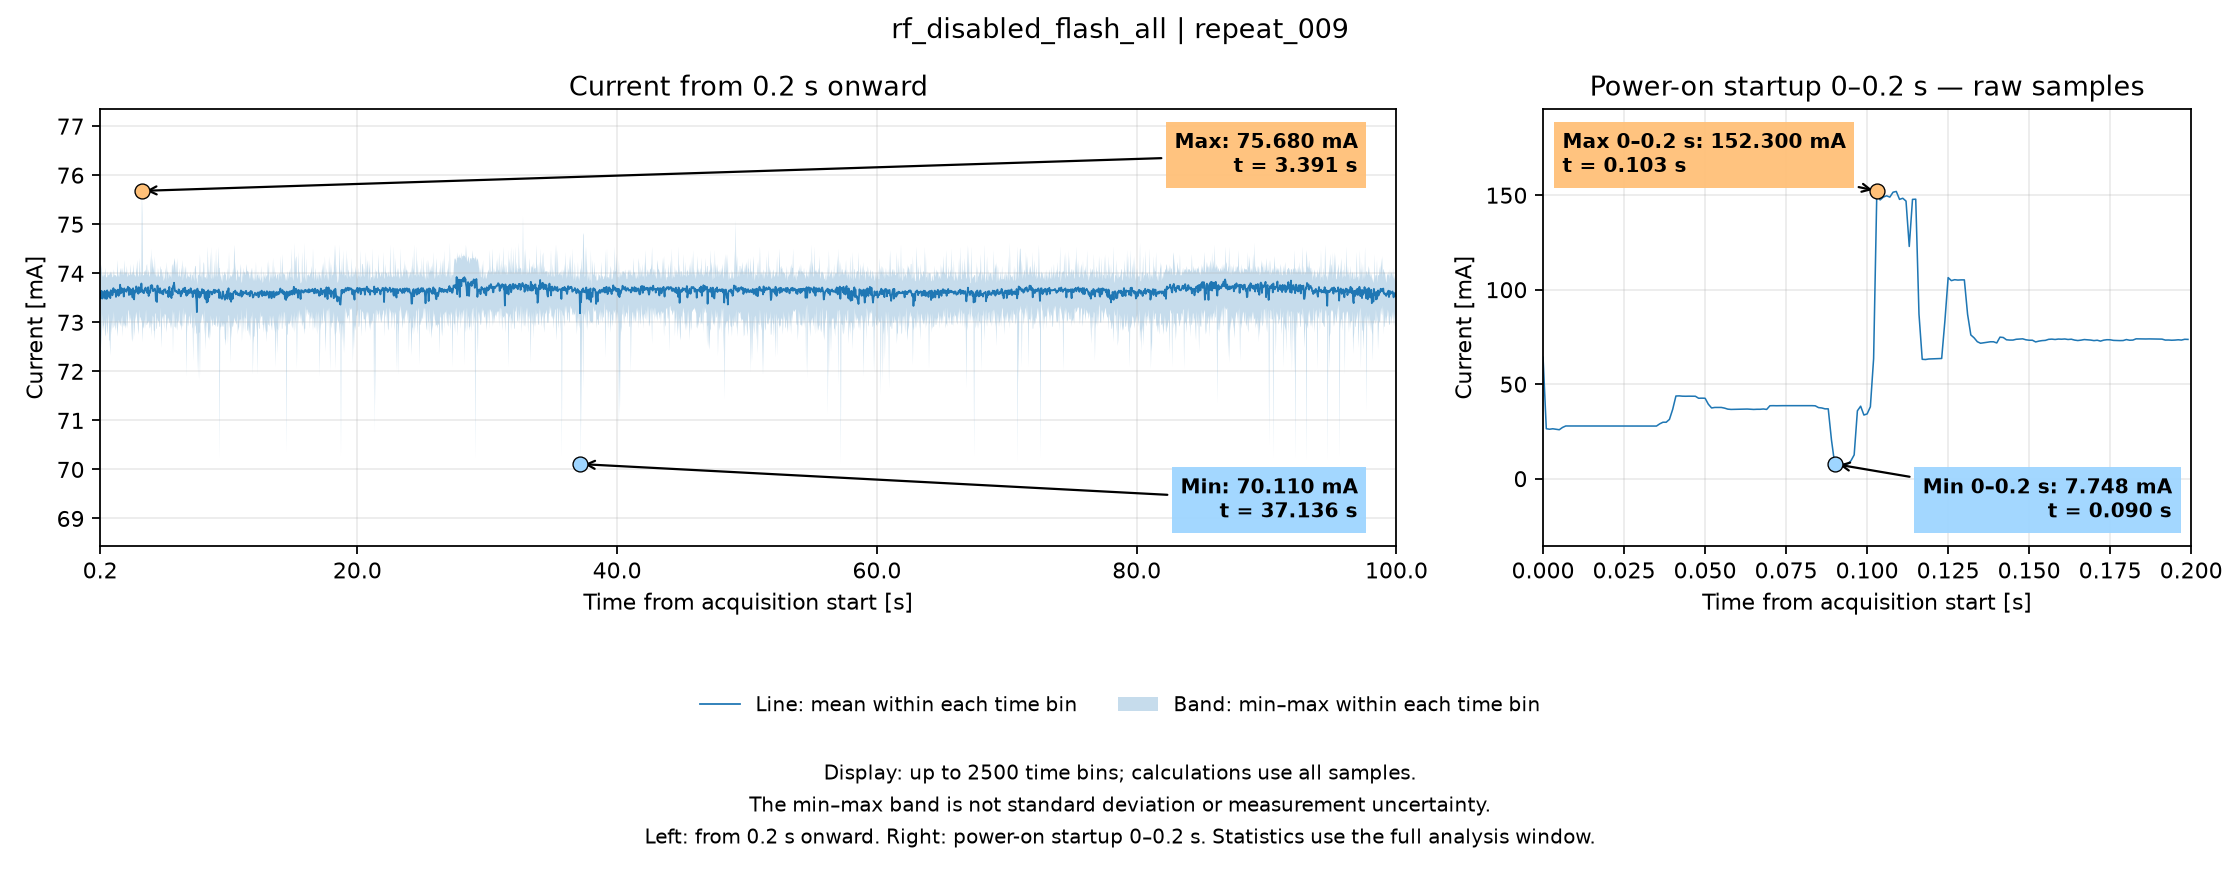 rf_disabled_flash_all | repeat_009
Current from 0.2 s onward
Current [mA]
77
76
75
74
73
72
71
70
69
Max: 75.680 mA
t = 3.391 s
Min: 70.110 mA
t = 37.136 s
0.2 20.0 40.0 60.0 80.0 100.0
Time from acquisition start [s]
Power-on startup 0–0.2 s — raw samples
Current [mA]
150
100
50
0
Max 0–0.2 s: 152.300 mA
t = 0.103 s
Min 0–0.2 s: 7.748 mA
t = 0.090 s
0.000 0.025 0.050 0.075 0.100 0.125 0.150 0.175 0.200
Time from acquisition start [s]
Line: mean within each time bin
Band: min–max within each time bin
Display: up to 2500 time bins; calculations use all samples.
The min–max band is not standard deviation or measurement uncertainty.
Left: from 0.2 s onward. Right: power-on startup 0–0.2 s. Statistics use the full analysis window.